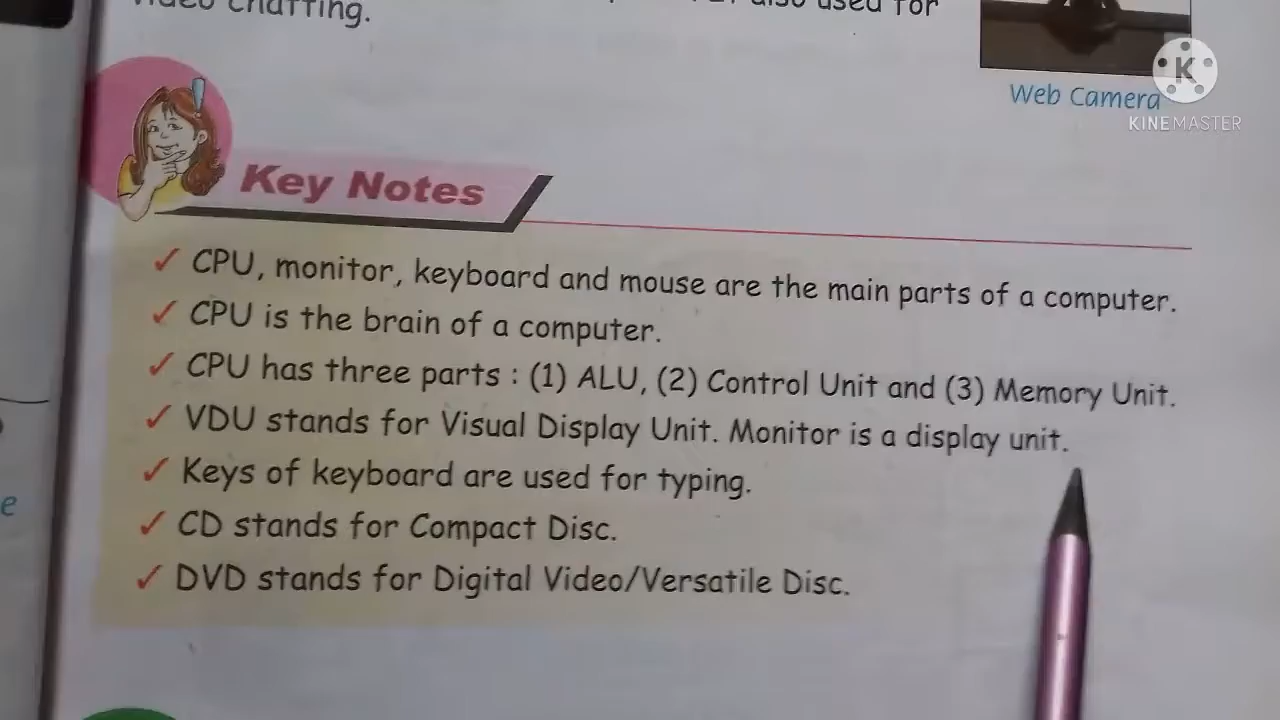 also used for
video chatting.
Web Camera
KINEMASTER
Key Notes
✓ CPU, monitor, keyboard and mouse are the main parts of a computer.
✓ CPU is the brain of a computer.
✓ CPU has three parts : (1) ALU, (2) Control Unit and (3) Memory Unit.
✓ VDU stands for Visual Display Unit. Monitor is a display unit.
✓ Keys of keyboard are used for typing.
✓ CD stands for Compact Disc.
✓ DVD stands for Digital Video/Versatile Disc.
e